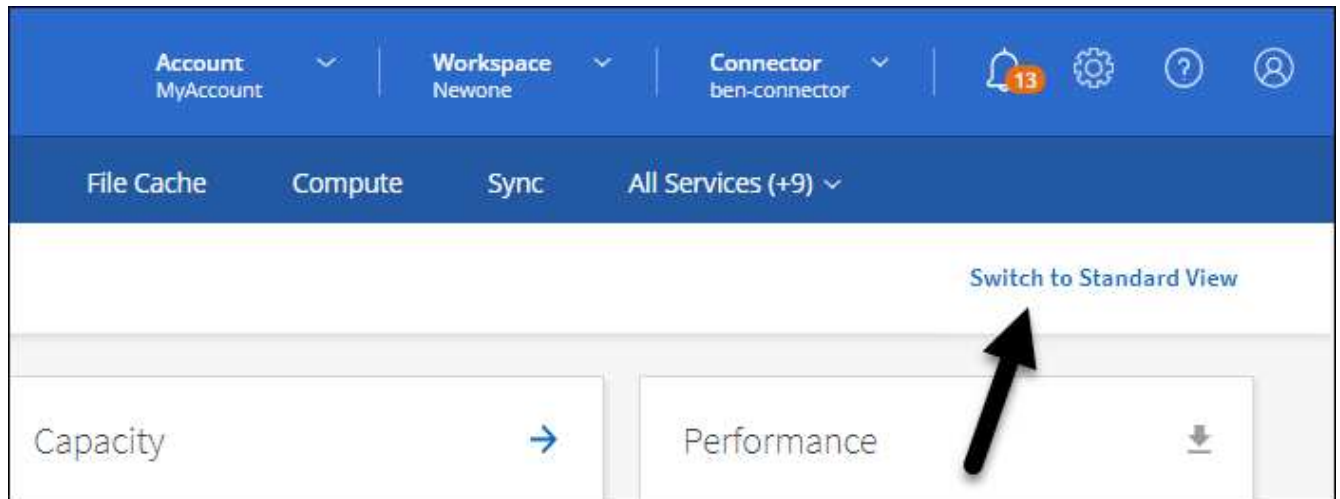 Account Workspace Connector
MyAccount Newone ben-connector 13 ?
File Cache Compute Sync All Services (+9)
Switch to Standard View
Capacity Performance